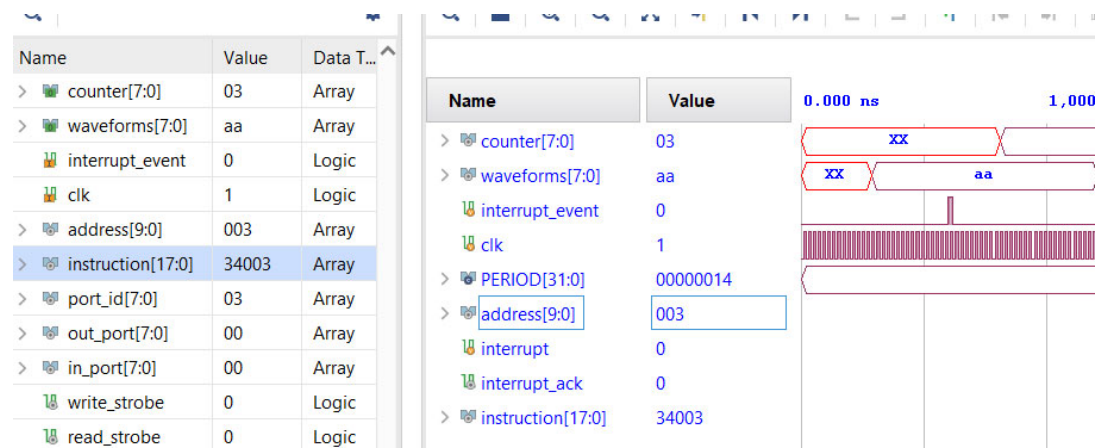 Name Value Data T...
counter[7:0] 03 Array
waveforms[7:0] aa Array
interrupt_event 0 Logic
clk 1 Logic
address[9:0] 003 Array
instruction[17:0] 34003 Array
port_id[7:0] 03 Array
out_port[7:0] 00 Array
in_port[7:0] 00 Array
write_strobe 0 Logic
read_strobe 0 Logic
Name Value 0.000 ns 1,000
counter[7:0] 03 XX
waveforms[7:0] aa XX aa
interrupt_event 0
clk 1
PERIOD[31:0] 00000014
address[9:0] 003
interrupt 0
interrupt_ack 0
instruction[17:0] 34003